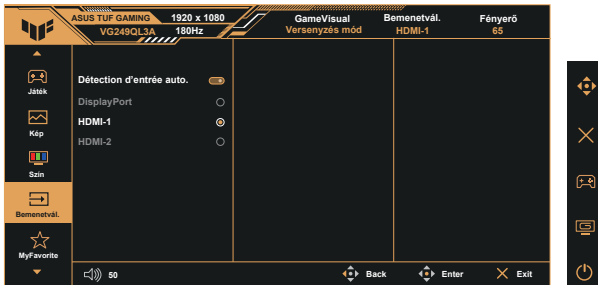 ASUS TUF GAMING 1920 x 1080 GameVisual Bemenetvál. Fényerő
VG249QL3A 180Hz Versenyzés mód HDMI-1 65
Játék
Kép
Szín
Bemenetvál.
MyFavorite
Détection d'entrée auto.
DisplayPort
HDMI-1
HDMI-2
50 Back Enter Exit